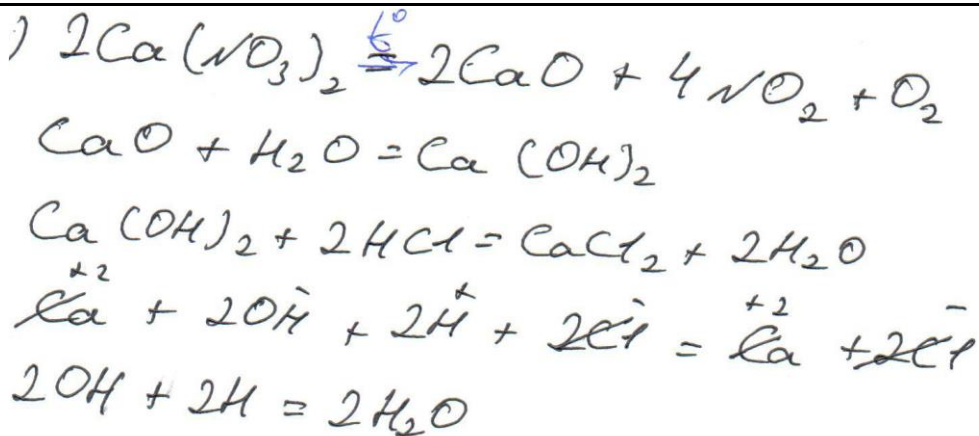 ) 2Ca(NO₃)₂ =t°→ 2CaO + 4NO₂ + O₂
CaO + H₂O = Ca(OH)₂
Ca(OH)₂ + 2HCl = CaCl₂ + 2H₂O
Ca⁺² + 2OH⁻ + 2H⁺ + 2Cl⁻ = Ca⁺² + 2Cl⁻
2OH + 2H = 2H₂O